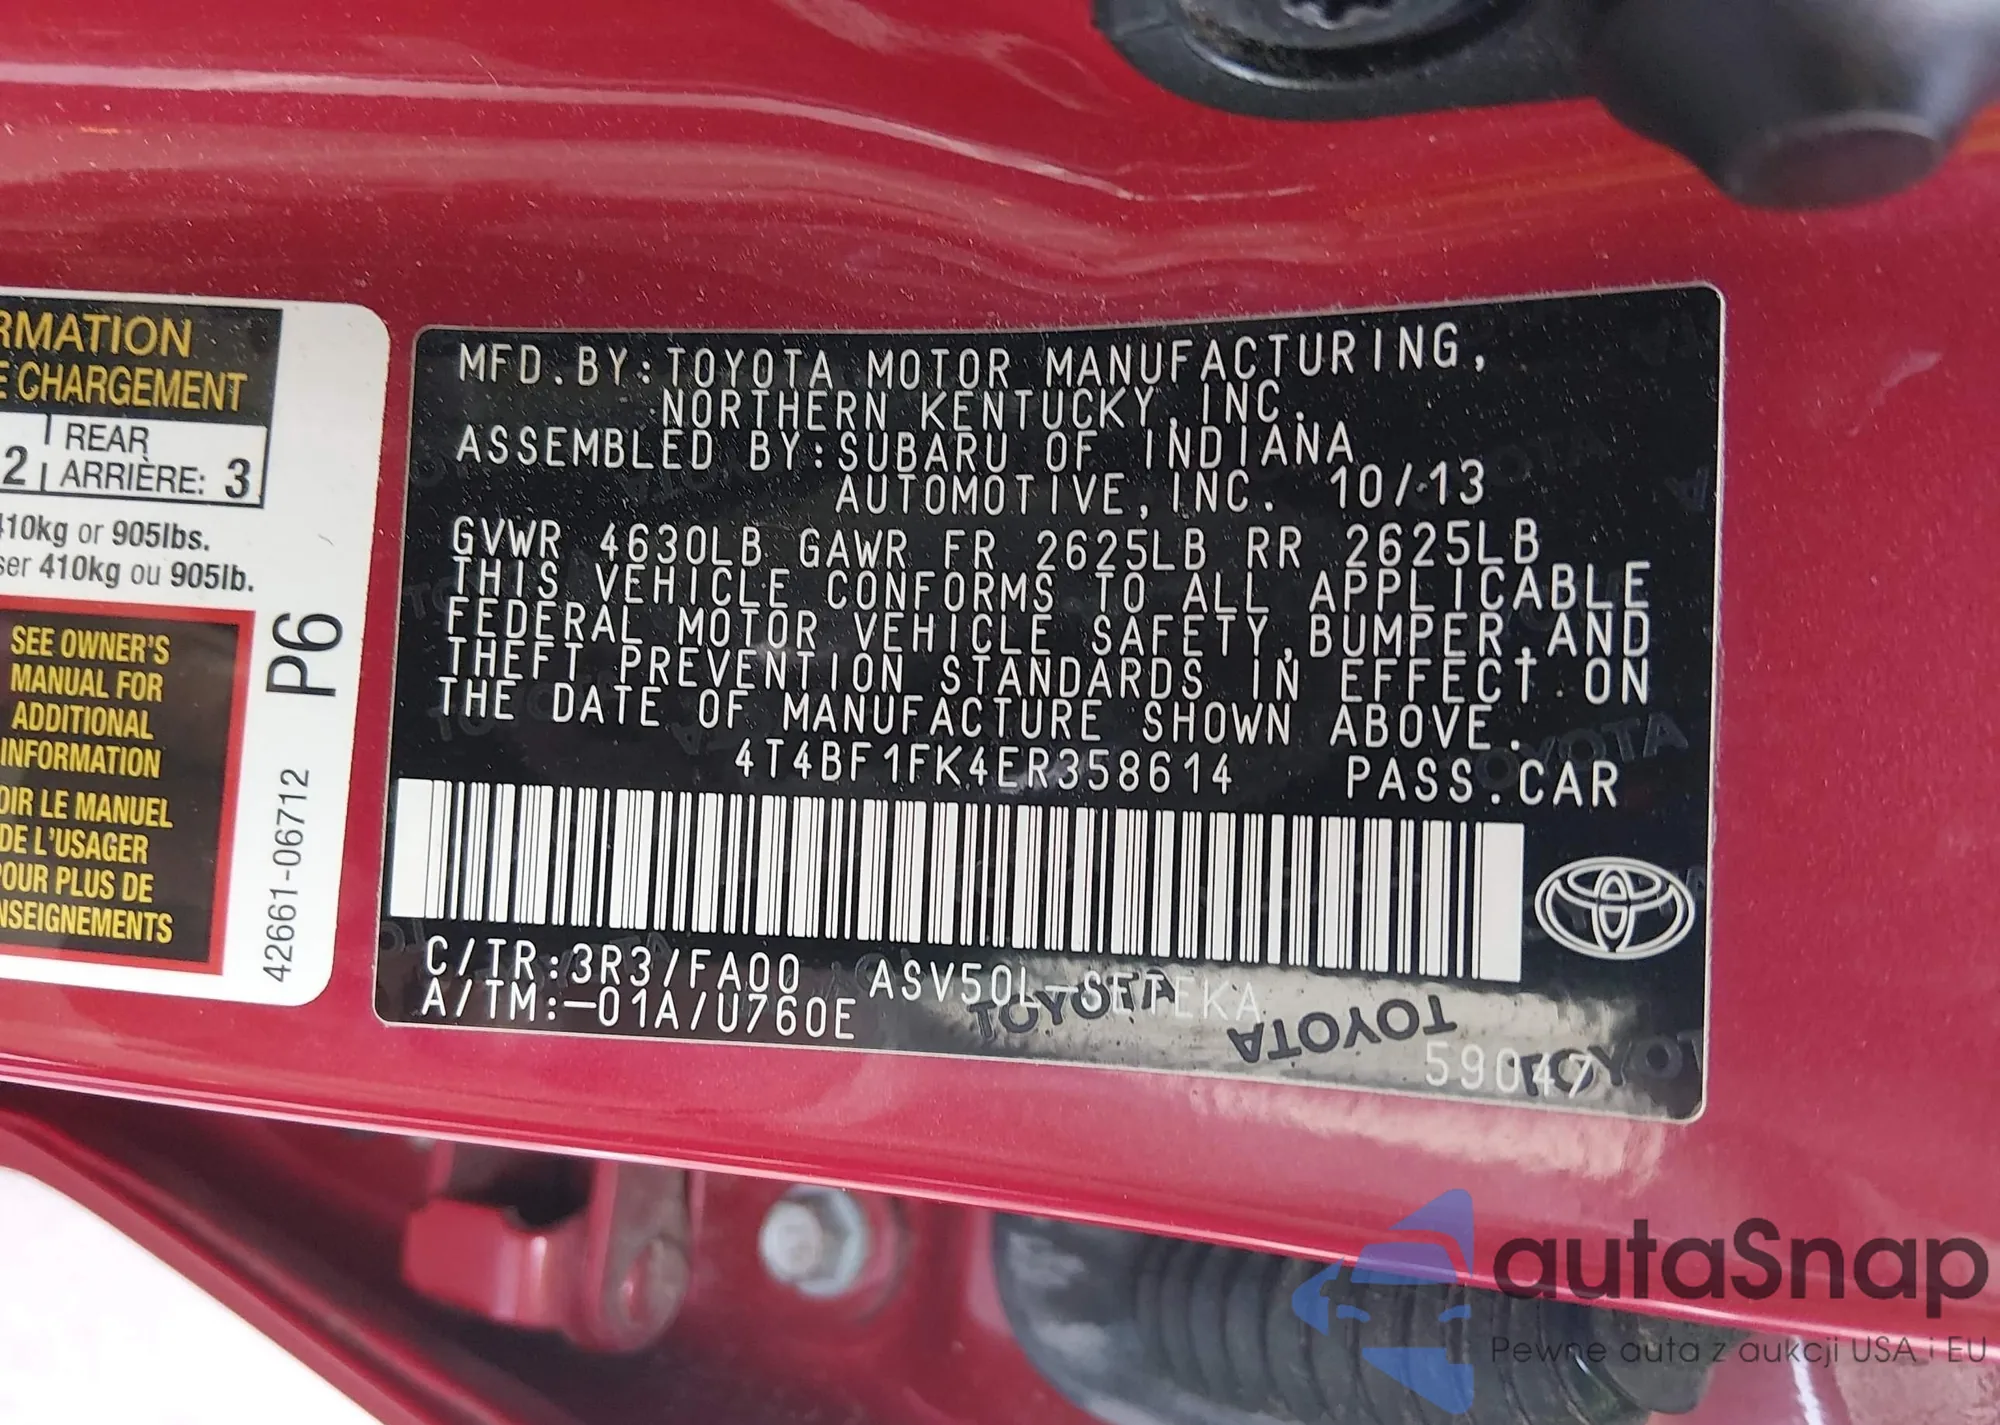 RMATION
E CHARGEMENT
2 REAR
ARRIÈRE: 3
410kg or 905lbs.
ser 410kg ou 905lb.
SEE OWNER'S
MANUAL FOR
ADDITIONAL
INFORMATION
OIR LE MANUEL
DE L'USAGER
POUR PLUS DE
NSEIGNEMENTS
P6
42661-06712
MFD.BY:TOYOTA MOTOR MANUFACTURING,
NORTHERN KENTUCKY,INC.
ASSEMBLED BY:SUBARU OF INDIANA
AUTOMOTIVE,INC. 10/13
GVWR 4630LB GAWR FR 2625LB RR 2625LB
THIS VEHICLE CONFORMS TO ALL APPLICABLE
FEDERAL MOTOR VEHICLE SAFETY,BUMPER,AND
THEFT PREVENTION STANDARDS IN EFFECT ON
THE DATE OF MANUFACTURE SHOWN ABOVE.
4T4BF1FK4ER358614 PASS.CAR
C/TR:3R3/FA00 ASV50L-SETEKA
A/TM:-01A/U760E
TOYOTA
TOYOTA
TOYOTA
59047
autaSnap
Pewne auta z aukcji USA i EU